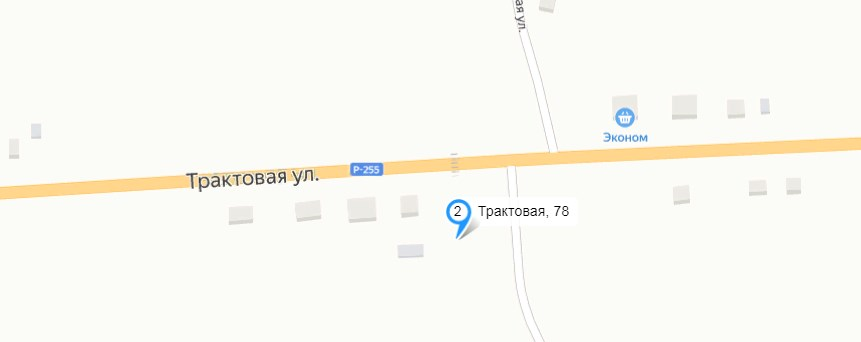 ая ул.
Эконом
Р-255
Трактовая ул.
2
Трактовая, 78